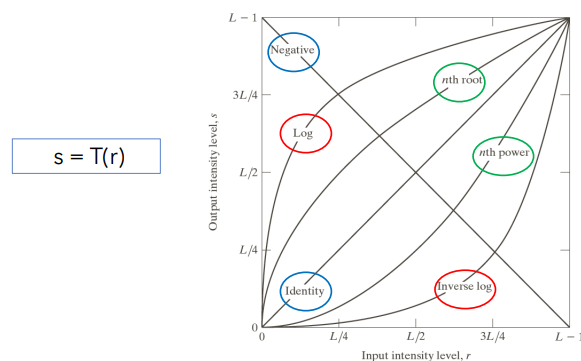 s = T(r)
L − 1
Negative
nth root
3L/4
Log
nth power
L/2
L/4
Identity
Inverse log
0
0
L/4
L/2
3L/4
L − 1
Output intensity level, s
Input intensity level, r